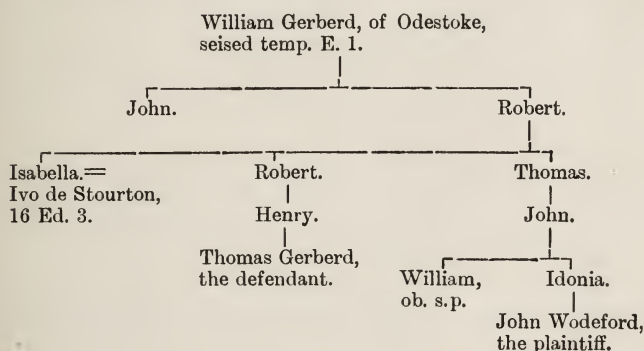 William Gerberd, of Odestoke,
seised temp. E. 1.
John. Robert.
Isabella.= Robert. Thomas.
Ivo de Stourton,
16 Ed. 3. Henry. John.
Thomas Gerberd, William, Idonia.
the defendant. ob. s.p.
John Wodeford,
the plaintiff.